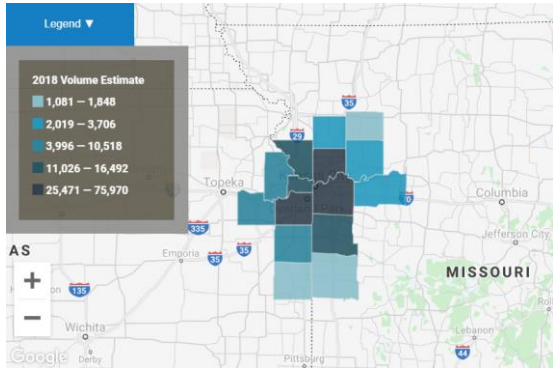 Legend ▼
2018 Volume Estimate
1,081 — 1,848
2,019 — 3,706
3,996 — 10,518
11,026 — 16,492
25,471 — 75,970
35
29
Topeka
Columbia
Jefferson City
335
35
Emporia
35
AS
MISSOURI
+
135
−
Wichita
Lebanon
44
Google
Derby
Pittsburg